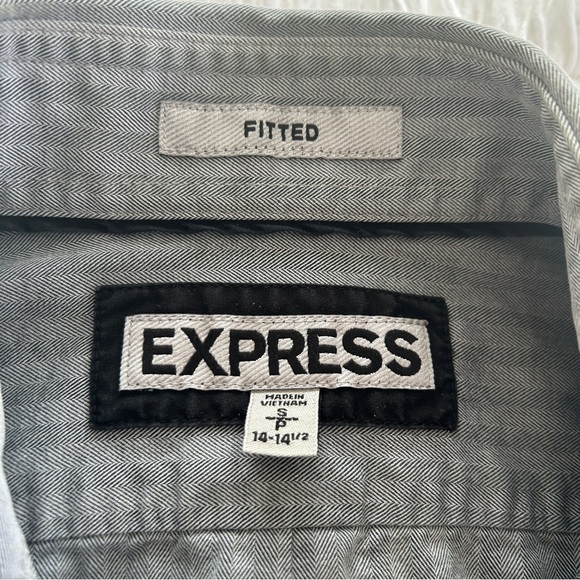 FITTED
EXPRESS
MADE IN
VIETNAM
S
P
14-14 1/2